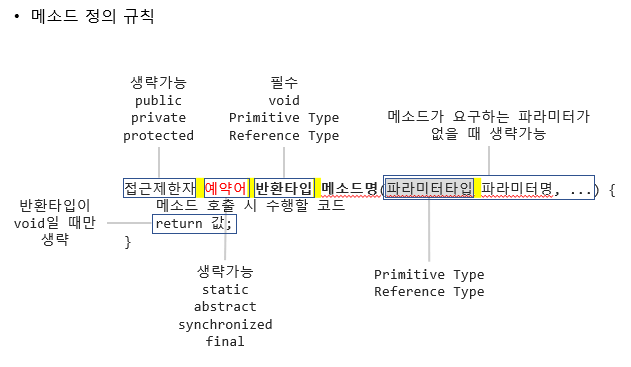 • 메소드 정의 규칙
생략가능
public
private
protected
필수
void
Primitive Type
Reference Type
메소드가 요구하는 파라미터가
없을 때 생략가능
접근제한자 예약어 반환타입 메소드명(파라미터타입 파라미터명, ...) {
메소드 호출 시 수행할 코드
return 값;
}
반환타입이
void일 때만
생략
생략가능
static
abstract
synchronized
final
Primitive Type
Reference Type